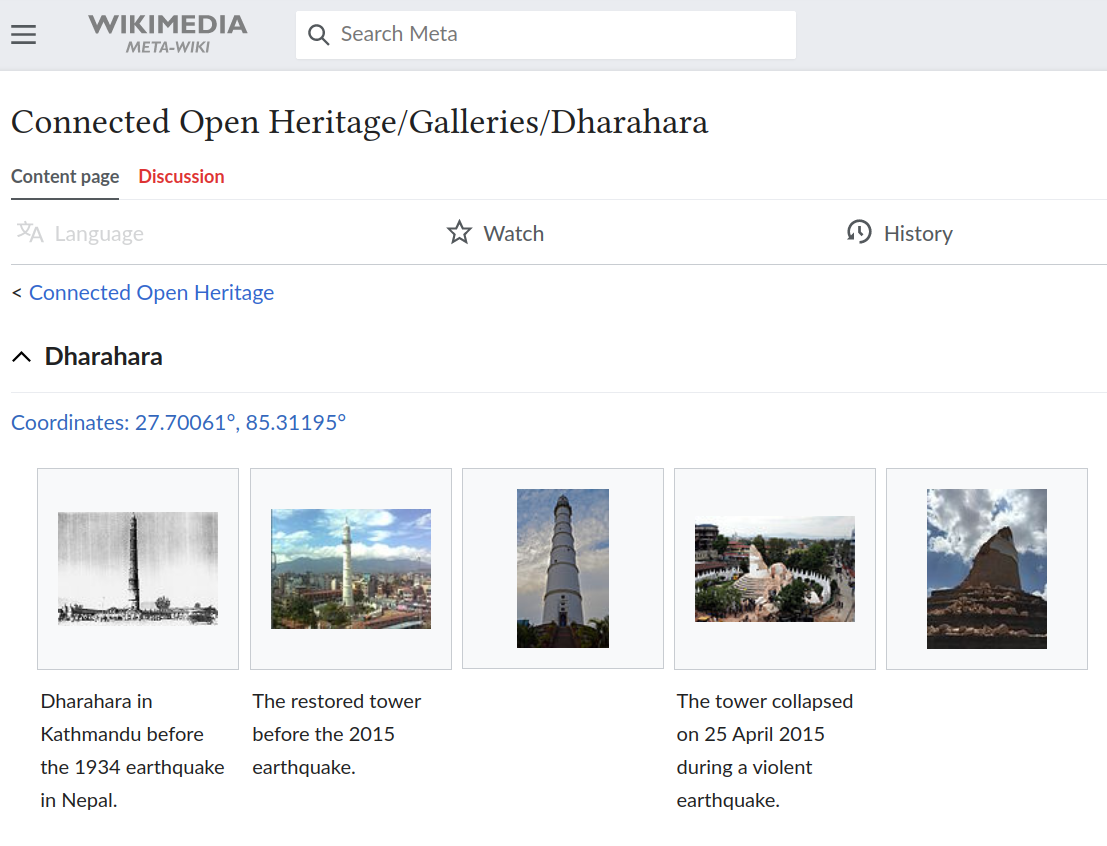 WIKIMEDIA
META-WIKI
Search Meta
Connected Open Heritage/Galleries/Dharahara
Content page Discussion
Language Watch History
< Connected Open Heritage
Dharahara
Coordinates: 27.70061°, 85.31195°
Dharahara in
Kathmandu before
the 1934 earthquake
in Nepal.
The restored tower
before the 2015
earthquake.
The tower collapsed
on 25 April 2015
during a violent
earthquake.